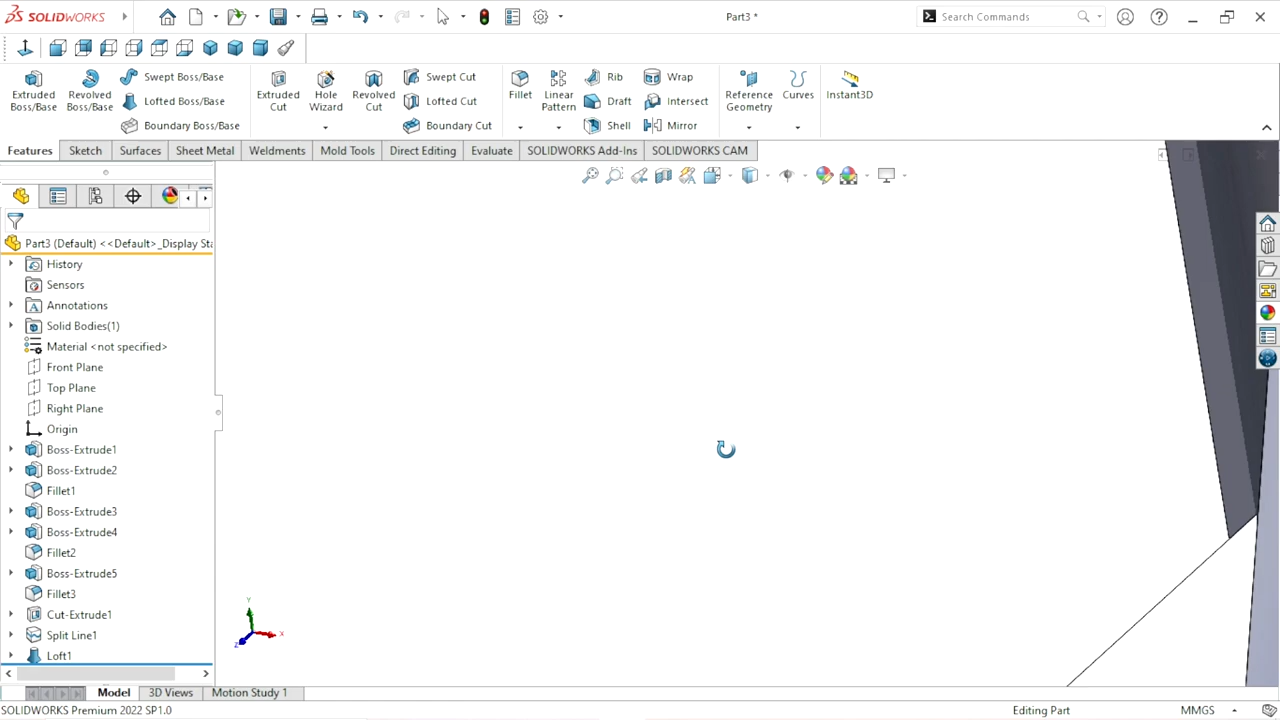 SOLIDWORKS
Part3 *
Search Commands
Extruded Boss/Base
Revolved Boss/Base
Swept Boss/Base
Lofted Boss/Base
Boundary Boss/Base
Extruded Cut
Hole Wizard
Revolved Cut
Swept Cut
Lofted Cut
Boundary Cut
Fillet
Linear Pattern
Rib
Draft
Shell
Wrap
Intersect
Mirror
Reference Geometry
Curves
Instant3D
Features
Sketch
Surfaces
Sheet Metal
Weldments
Mold Tools
Direct Editing
Evaluate
SOLIDWORKS Add-Ins
SOLIDWORKS CAM
Part3 (Default) <<Default>_Display Sta
History
Sensors
Annotations
Solid Bodies(1)
Material <not specified>
Front Plane
Top Plane
Right Plane
Origin
Boss-Extrude1
Boss-Extrude2
Fillet1
Boss-Extrude3
Boss-Extrude4
Fillet2
Boss-Extrude5
Fillet3
Cut-Extrude1
Split Line1
Loft1
Y
X
Z
Model
3D Views
Motion Study 1
SOLIDWORKS Premium 2022 SP1.0
Editing Part
MMGS